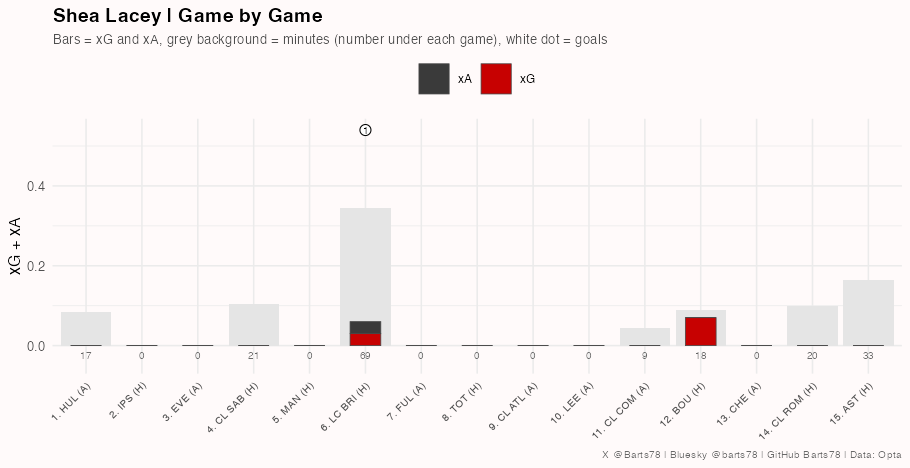 Shea Lacey | Game by Game
Bars = xG and xA, grey background = minutes (number under each game), white dot = goals
xA xG
1
xG + xA
0.4
0.2
0.0
17 0 0 21 0 69 0 0 0 0 9 18 0 20 33
1. HUL (A)
2. IPS (H)
3. EVE (A)
4. CL SAB (H)
5. MAN (H)
6. LC BRI (H)
7. FUL (A)
8. TOT (H)
9. CL ATL (A)
10. LEE (A)
11. CL COM (A)
12. BOU (H)
13. CHE (A)
14. CL ROM (H)
15. AST (H)
X @Barts78 | Bluesky @barts78 | GitHub Barts78 | Data: Opta